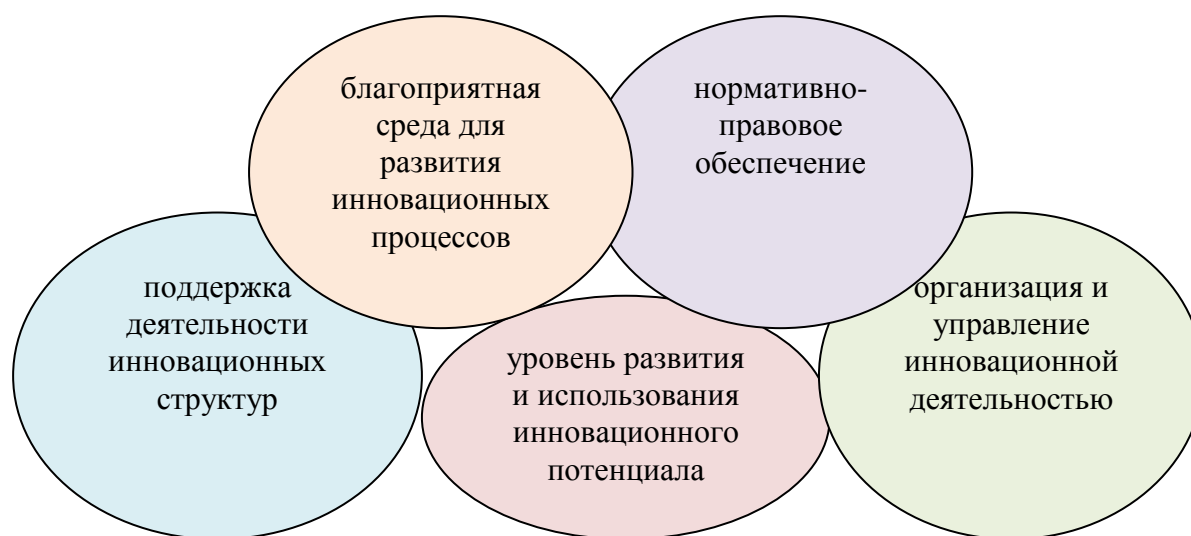 благоприятная
среда для
развития
инновационных
процессов
нормативно-
правовое
обеспечение
поддержка
деятельности
инновационных
структур
уровень развития
и использования
инновационного
потенциала
организация и
управление
инновационной
деятельностью